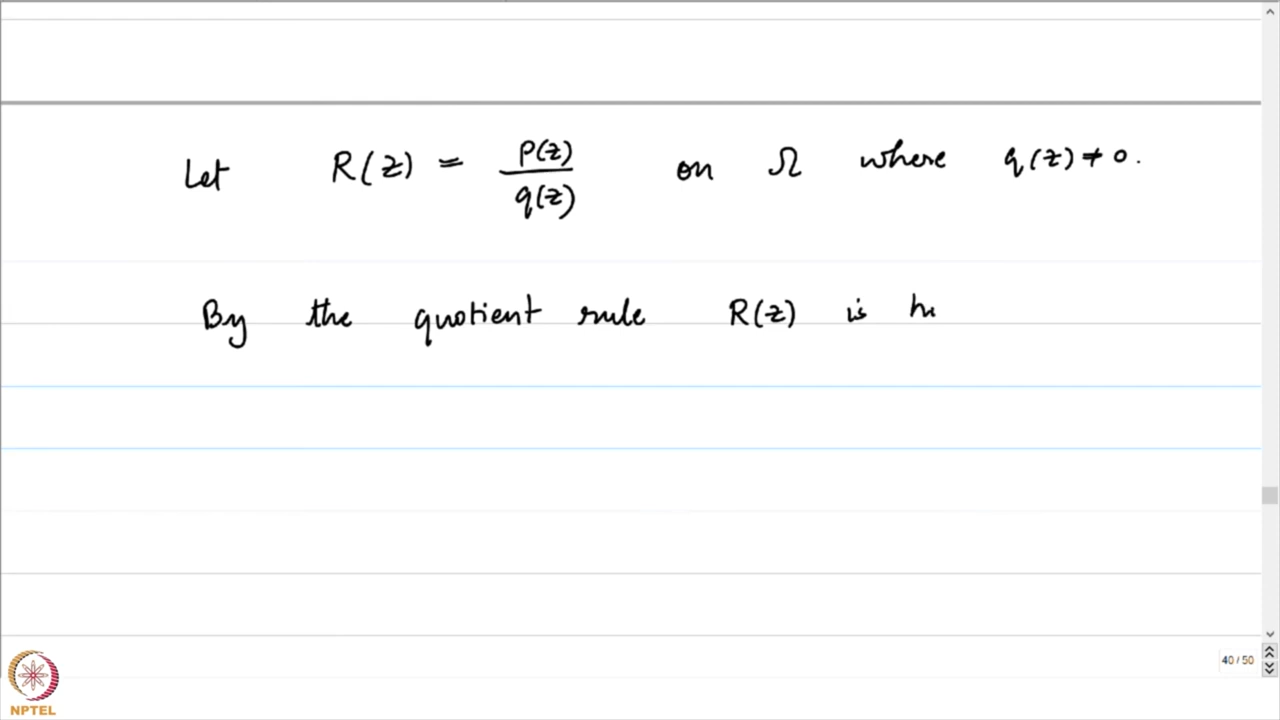 Let R(z) = p(z)/q(z) on Ω where q(z) ≠ 0.
By the quotient rule R(z) is h
40 / 50
NPTEL